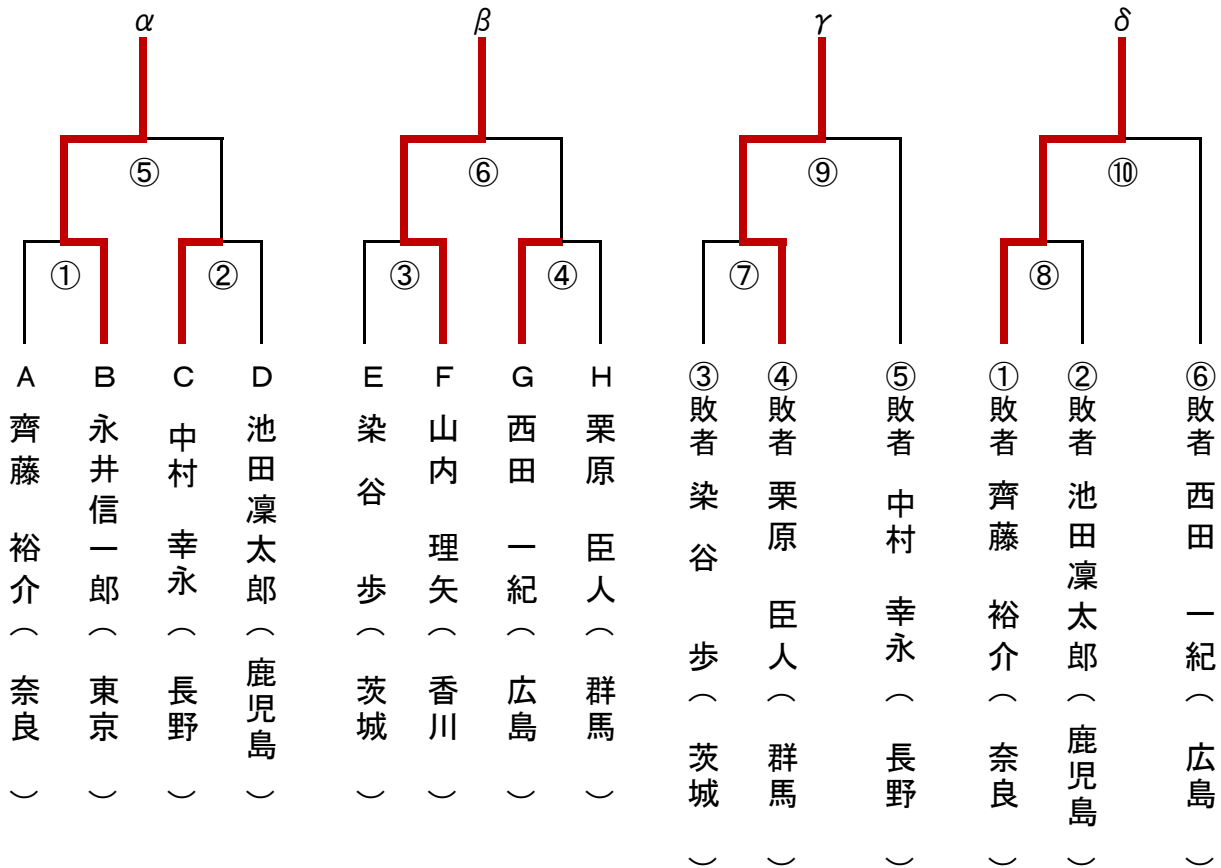 α
β
γ
δ
⑤
⑥
⑨
⑩
①
②
③
④
⑦
⑧
A
齊藤 裕介(奈良)
B
永井信一郎(東京)
C
中村 幸永(長野)
D
池田凜太郎(鹿児島)
E
染谷 歩(茨城)
F
山内 理矢(香川)
G
西田 一紀(広島)
H
栗原 臣人(群馬)
③敗者 染谷 歩(茨城)
④敗者 栗原 臣人(群馬)
⑤敗者 中村 幸永(長野)
①敗者 齊藤 裕介(奈良)
②敗者 池田凜太郎(鹿児島)
⑥敗者 西田 一紀(広島)